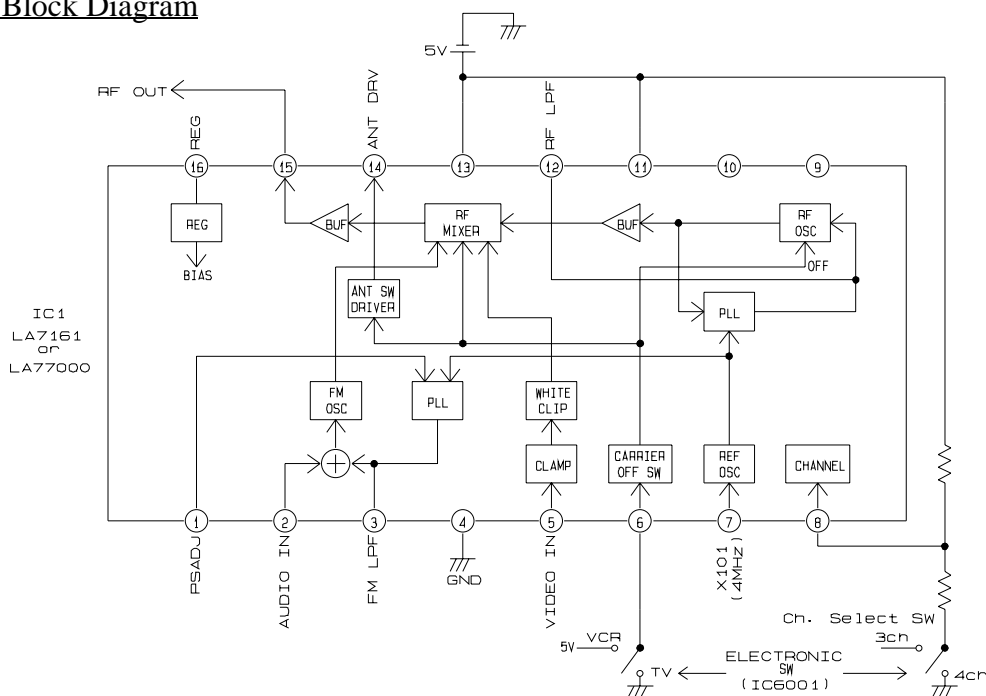 Block Diagram
5V
RF OUT
REG
ANT DRV
RF LPF
16
15
14
13
12
11
10
9
REG
BUF
RF
MIXER
BUF
RF
OSC
BIAS
OFF
ANT SW
DRIVER
PLL
IC1
LA7161
or
LA77000
FM
OSC
PLL
WHITE
CLIP
CLAMP
CARRIER
OFF SW
REF
OSC
CHANNEL
1
2
3
4
5
6
7
8
PSADJ
AUDIO IN
FM LPF
GND
VIDEO IN
X101
(4MHZ)
Ch. Select SW
5V
VCR
TV
ELECTRONIC
SW
(IC6001)
3ch
4ch